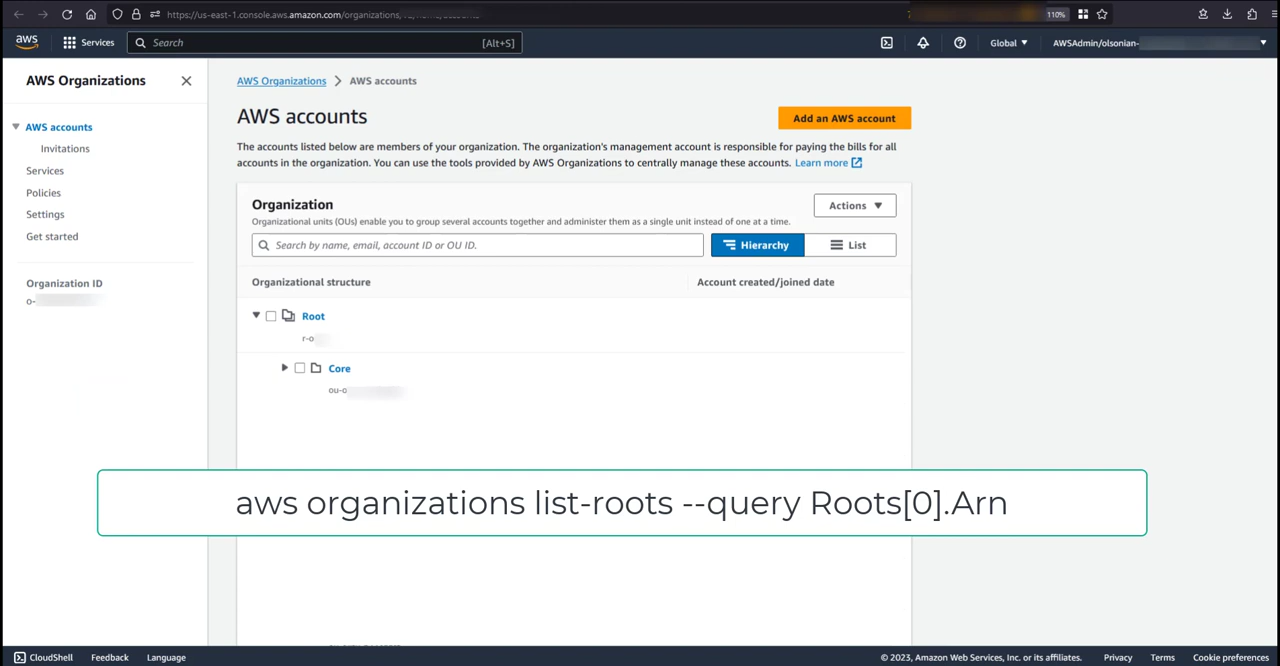 https://us-east-1.console.aws.amazon.com/organizations/
110%
aws
Services
Search
[Alt+S]
Global
AWSAdmin/olsonian-
AWS Organizations
AWS accounts
Invitations
Services
Policies
Settings
Get started
Organization ID
o-
AWS Organizations > AWS accounts
AWS accounts
Add an AWS account
The accounts listed below are members of your organization. The organization's management account is responsible for paying the bills for all
accounts in the organization. You can use the tools provided by AWS Organizations to centrally manage these accounts. Learn more
Organization
Actions
Organizational units (OUs) enable you to group several accounts together and administer them as a single unit instead of one at a time.
Search by name, email, account ID or OU ID.
Hierarchy
List
Organizational structure
Account created/joined date
Root
r-o
Core
ou-o
aws organizations list-roots --query Roots[0].Arn
CloudShell
Feedback
Language
© 2023, Amazon Web Services, Inc. or its affiliates.
Privacy
Terms
Cookie preferences